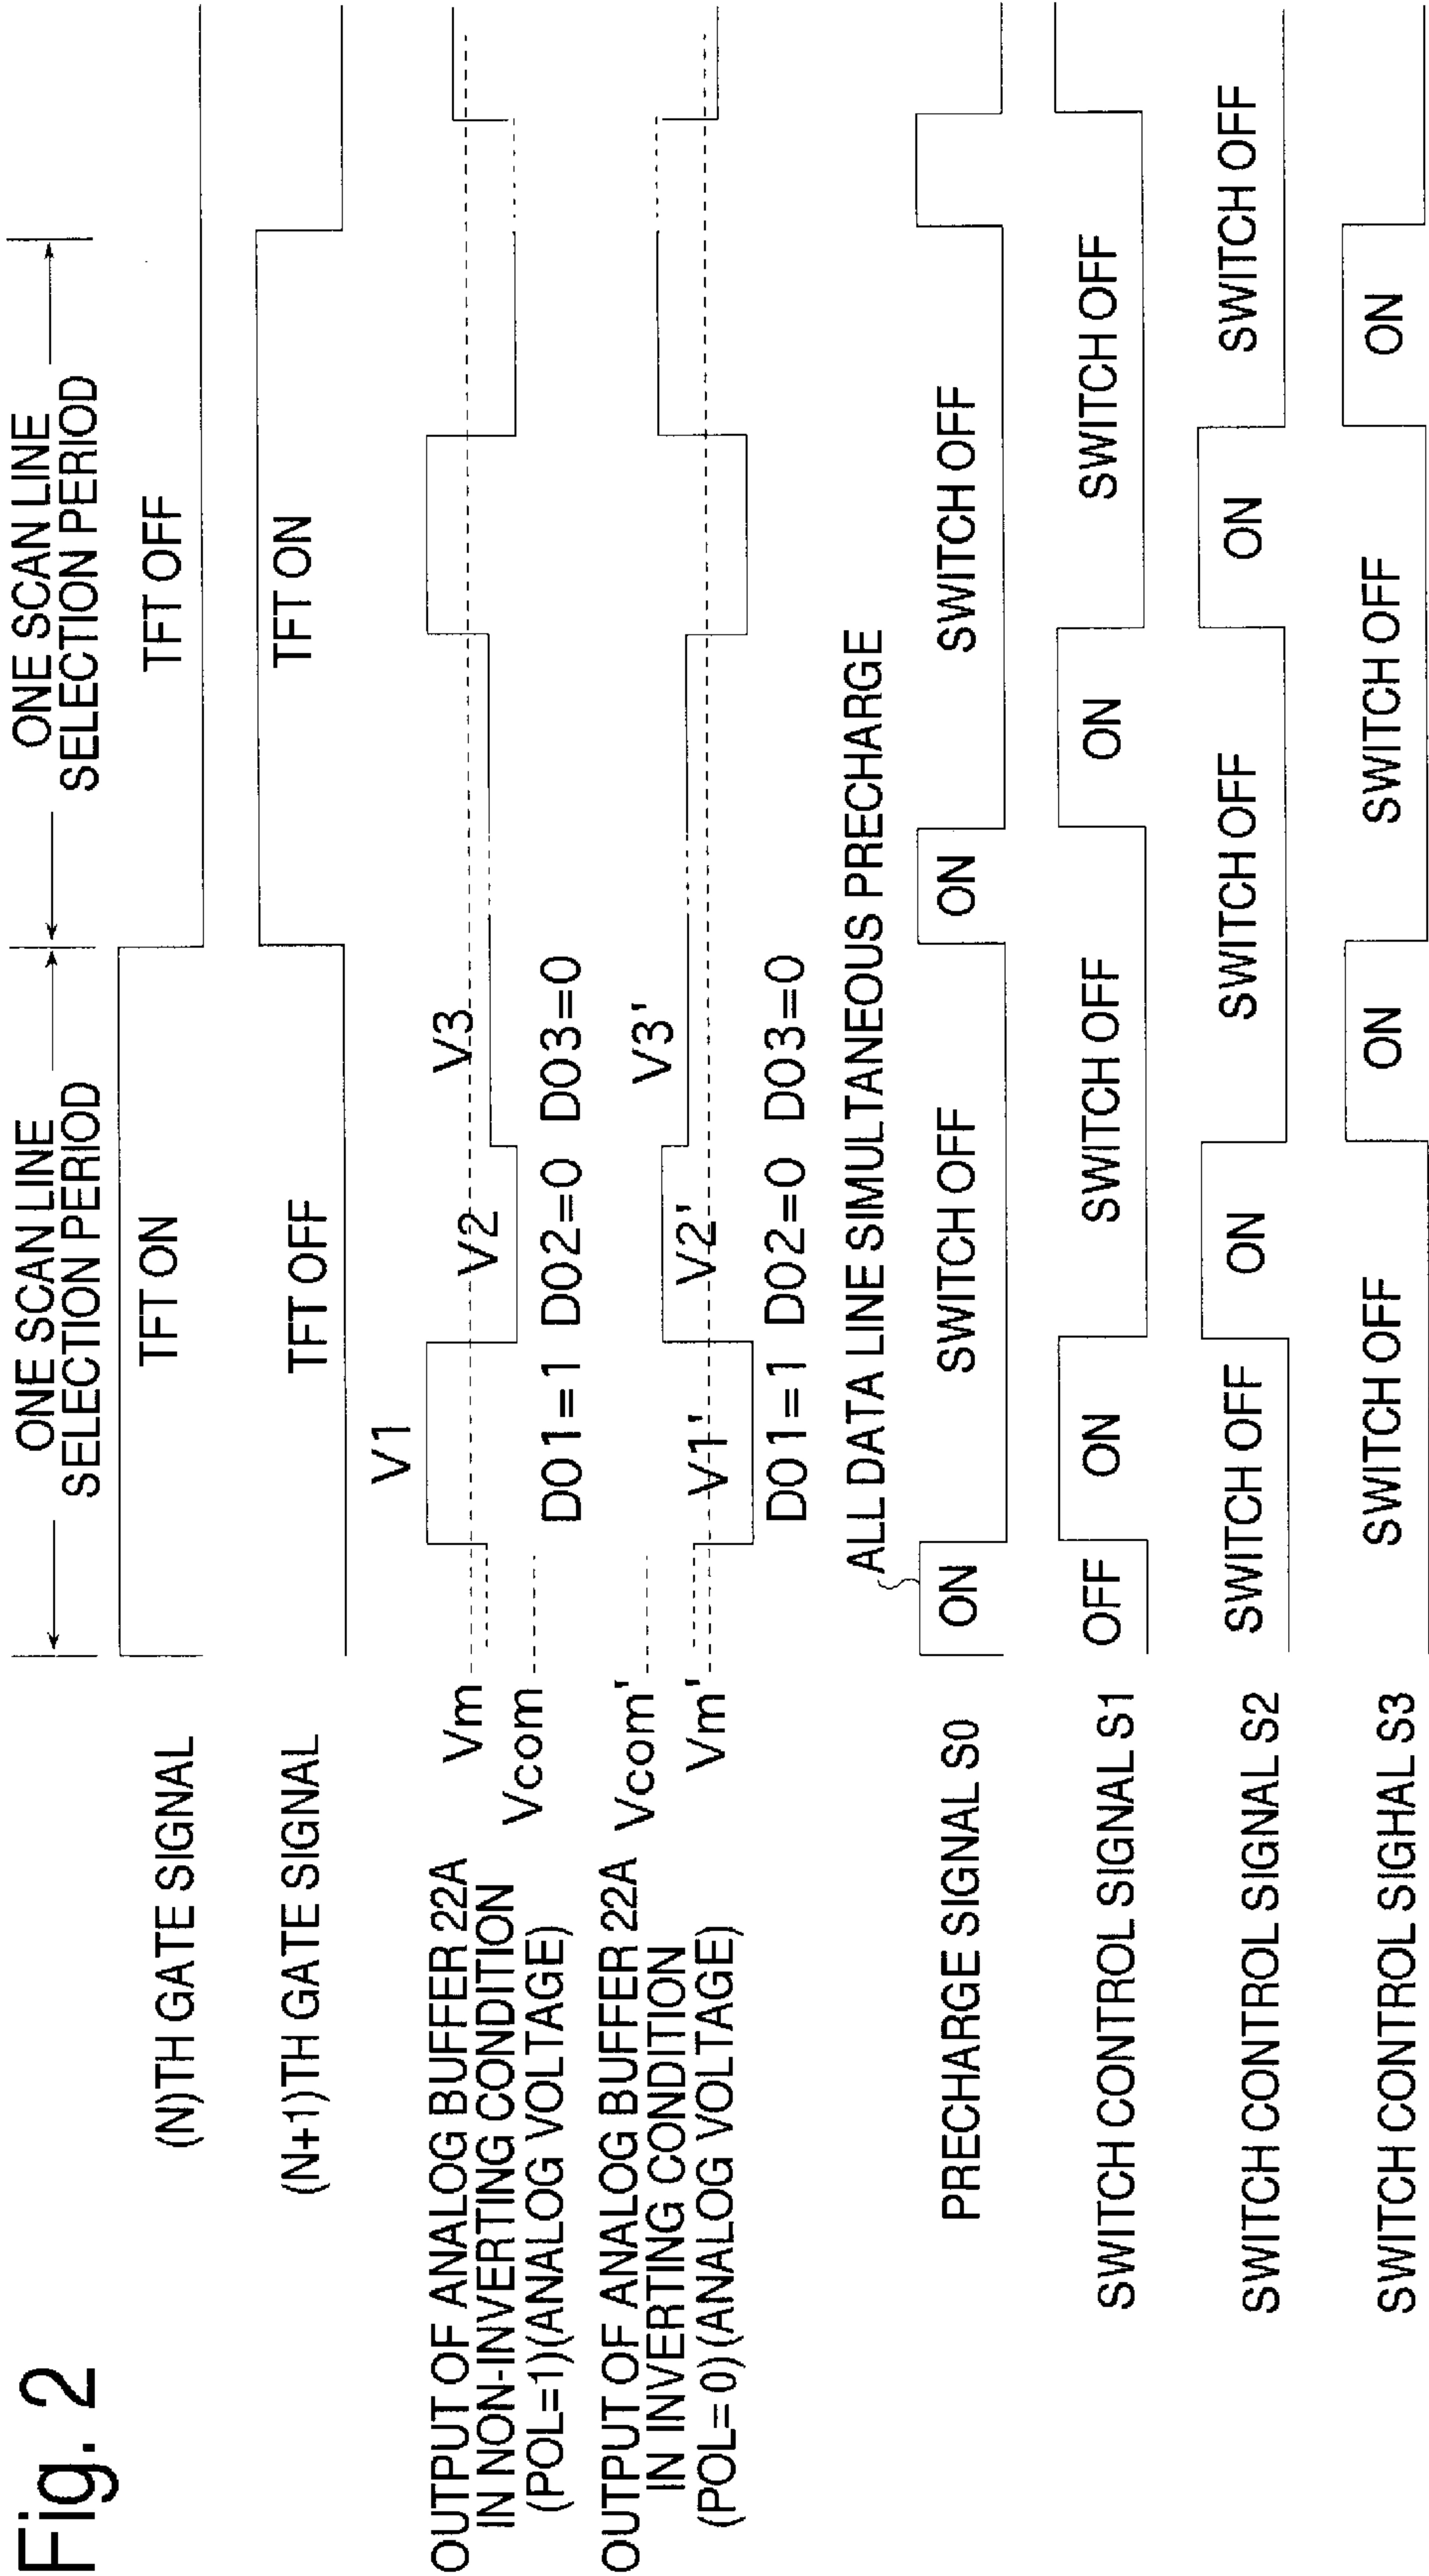 Fig. 2
ONE SCAN LINE
SELECTION PERIOD
ONE SCAN LINE
SELECTION PERIOD
(N)TH GATE SIGNAL
TFT ON
TFT OFF
(N+1)TH GATE SIGNAL
TFT OFF
TFT ON
OUTPUT OF ANALOG BUFFER 22A
IN NON-INVERTING CONDITION
(POL=1)(ANALOG VOLTAGE)
Vm
Vcom
V1
V2
V3
D01=1 D02=0 D03=0
OUTPUT OF ANALOG BUFFER 22A
IN INVERTING CONDITION
(POL=0)(ANALOG VOLTAGE)
Vcom'
Vm'
V1'
V2'
V3'
D01=1 D02=0 D03=0
ALL DATA LINE SIMULTANEOUS PRECHARGE
PRECHARGE SIGNAL S0
ON
SWITCH OFF
ON
SWITCH OFF
SWITCH CONTROL SIGNAL S1
OFF
ON
SWITCH OFF
ON
SWITCH OFF
SWITCH CONTROL SIGNAL S2
SWITCH OFF
ON
SWITCH OFF
ON
SWITCH OFF
SWITCH CONTROL SIGHAL S3
SWITCH OFF
ON
SWITCH OFF
ON